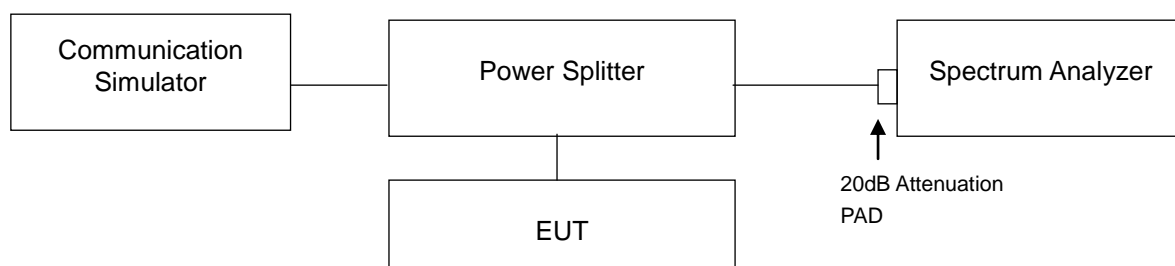 Communication
Simulator
Power Splitter
Spectrum Analyzer
20dB Attenuation
PAD
EUT